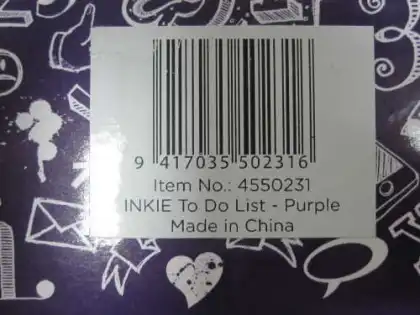 9 417035 502316
Item No.: 4550231
INKIE To Do List - Purple
Made in China